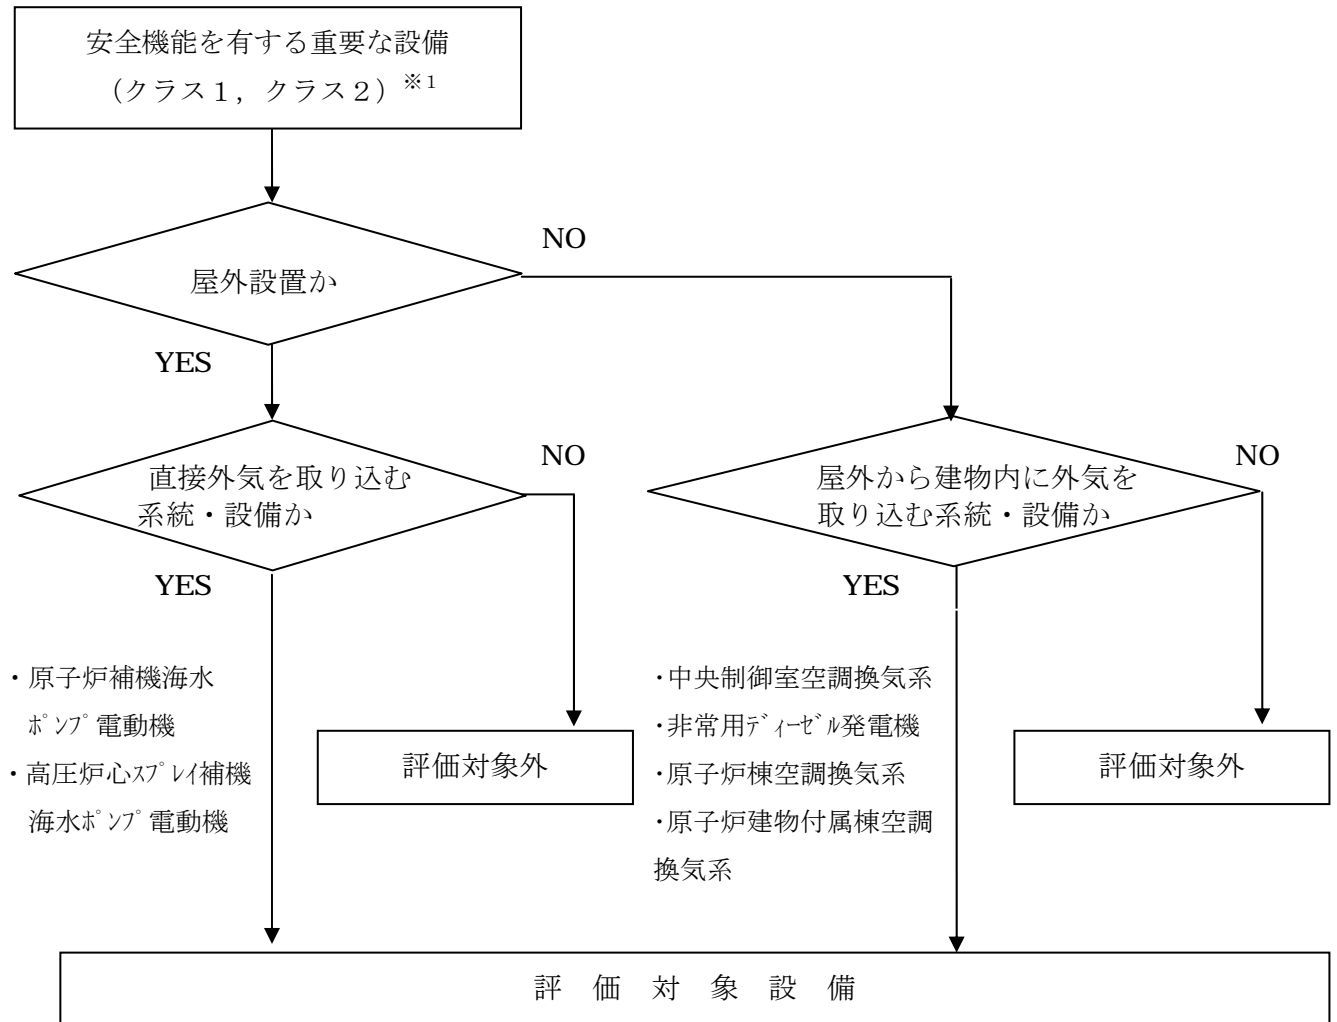 安全機能を有する重要な設備
（クラス１，クラス２）※1
NO
屋外設置か
YES
直接外気を取り込む
系統・設備か
NO
YES
屋外から建物内に外気を
取り込む系統・設備か
NO
YES
・原子炉補機海水
ﾎﾟﾝﾌﾟ電動機
・高圧炉心ｽﾌﾟﾚｲ補機
海水ﾎﾟﾝﾌﾟ電動機
評価対象外
・中央制御室空調換気系
・非常用ﾃﾞｨｰｾﾞﾙ発電機
・原子炉棟空調換気系
・原子炉建物付属棟空調
換気系
評価対象外
評　価　対　象　設　備